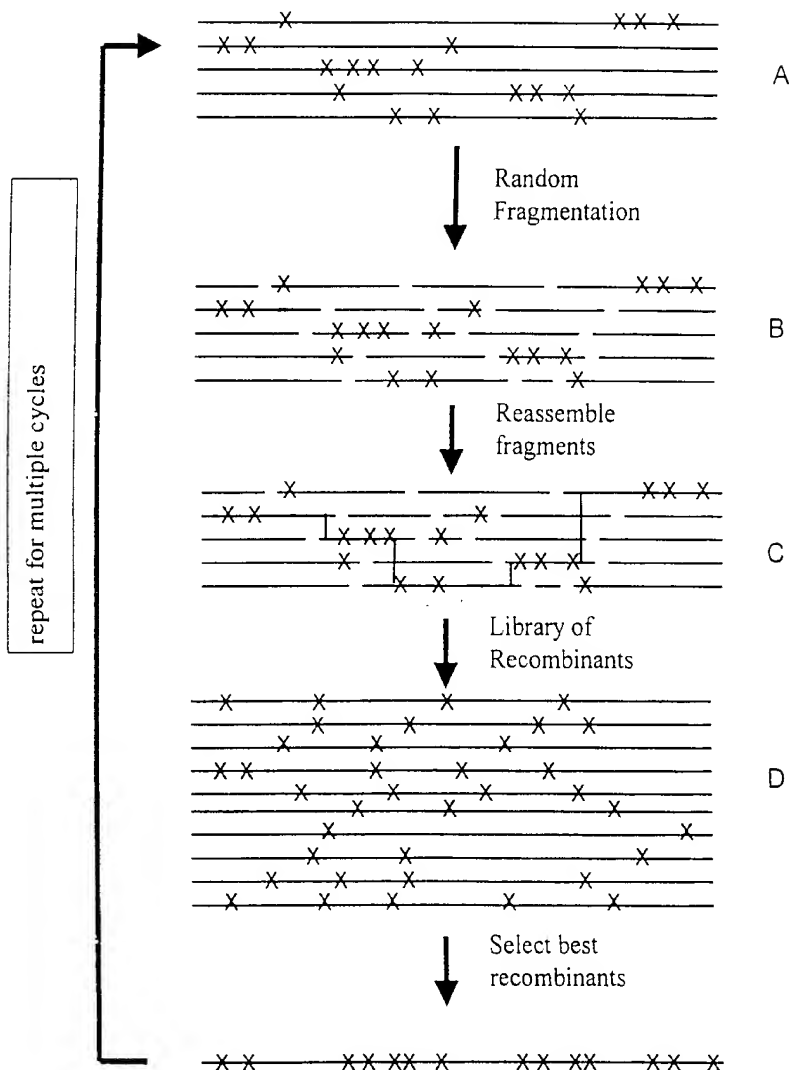 A
Random
Fragmentation
B
Reassemble
fragments
C
Library of
Recombinants
D
Select best
recombinants
repeat for multiple cycles